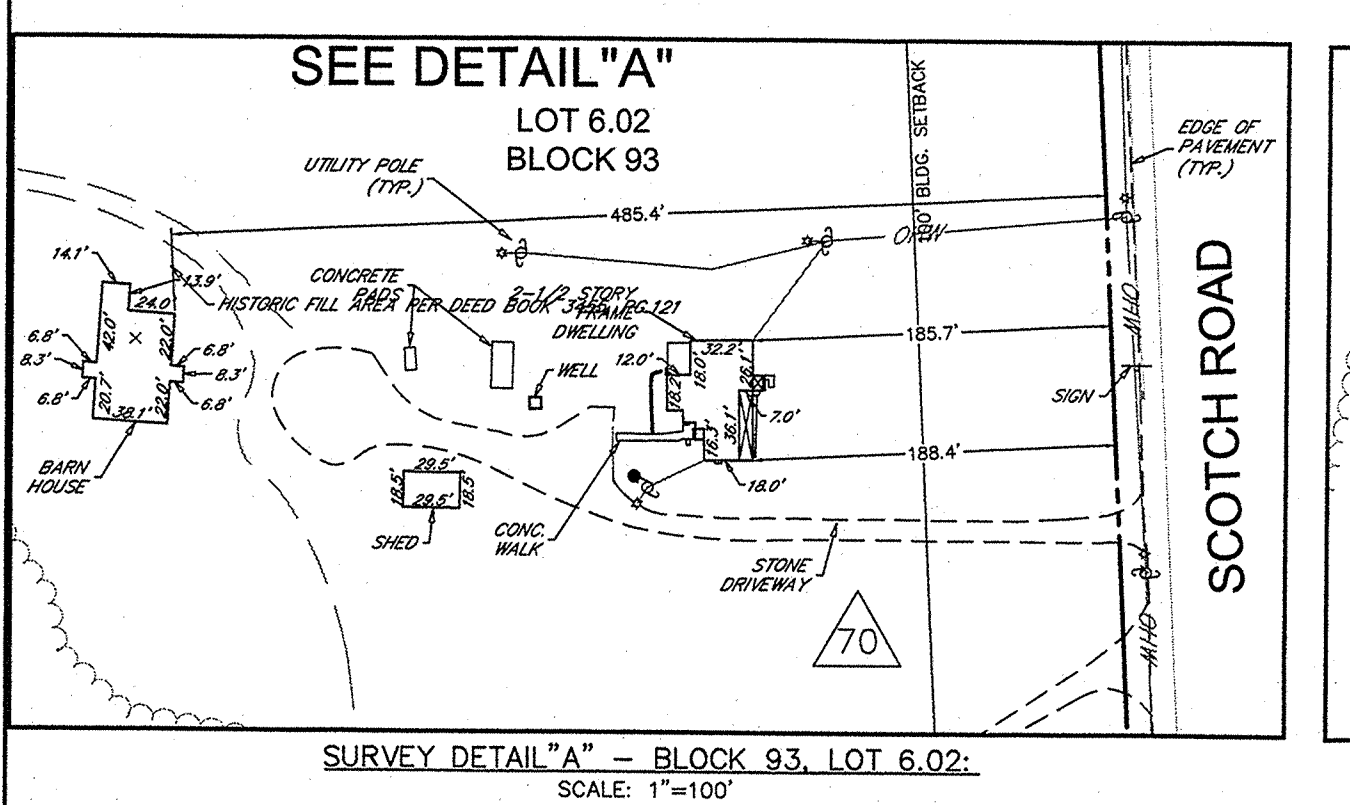 SEE DETAIL"A"
LOT 6.02
BLOCK 93
100' BLDG. SETBACK
EDGE OF
PAVEMENT
(TYP.)
UTILITY POLE
(TYP.)
485.4'
OHW
14.1'
13.9'
24.0
42.0'
22.0'
6.8'
8.3'
6.8'
6.8'
8.3'
6.8'
20.7'
38.1'
22.0'
BARN
HOUSE
CONCRETE
PADS
HISTORIC FILL AREA PER DEED BOOK 3455, PG.121
2-1/2 STORY
FRAME
DWELLING
WELL
12.0'
32.2'
18.0'
26.1'
18.2'
7.0'
36.1'
16.3'
18.0'
185.7'
188.4'
OHW
SIGN
SCOTCH ROAD
29.5'
18.5'
18.5'
29.5'
SHED
CONC.
WALK
STONE
DRIVEWAY
70
OHW
SURVEY DETAIL"A" – BLOCK 93, LOT 6.02:
SCALE: 1"=100'